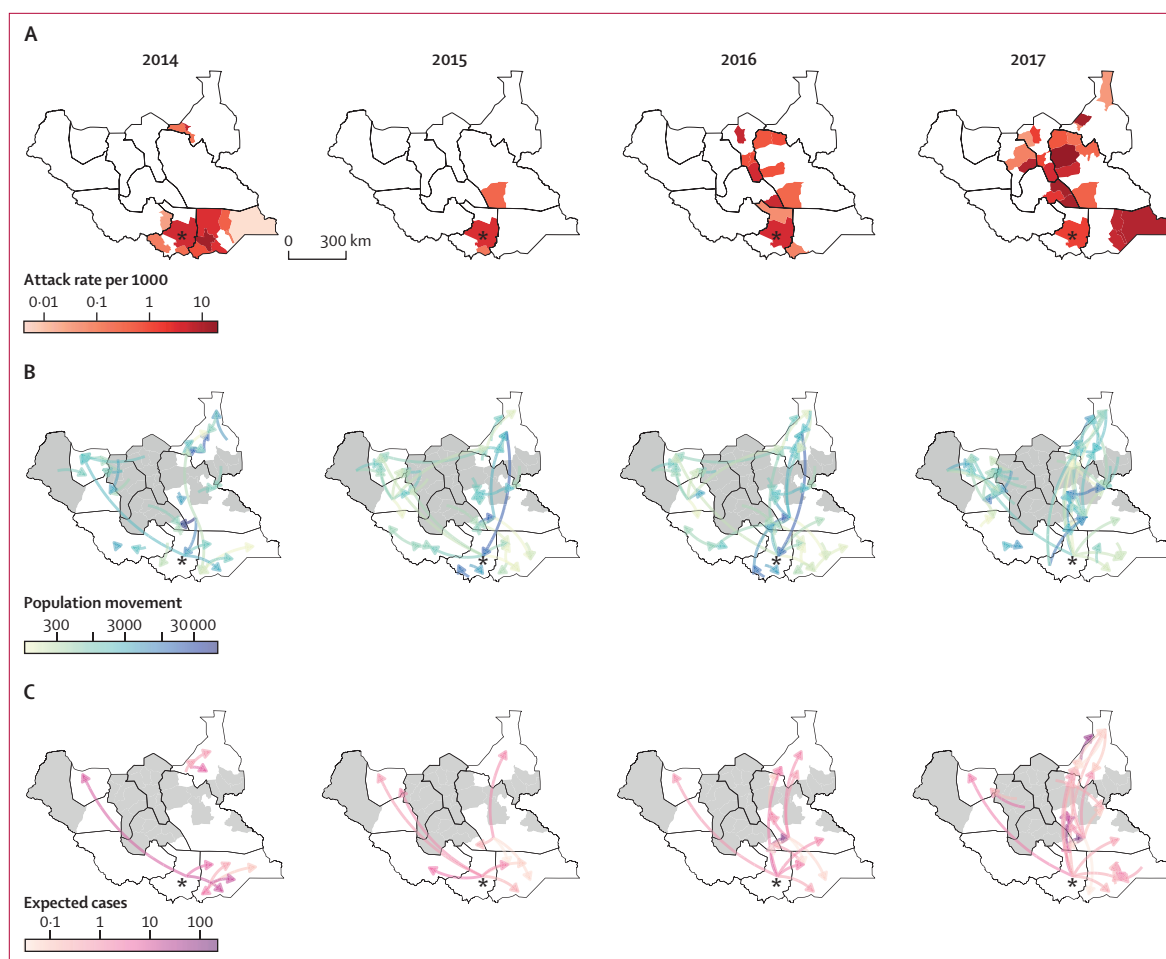 A
2014 2015 2016 2017
* * * *
0 300 km
Attack rate per 1000
0·01 0·1 1 10
B
* * * *
Population movement
300 3000 30 000
C
* * * *
Expected cases
0·1 1 10 100